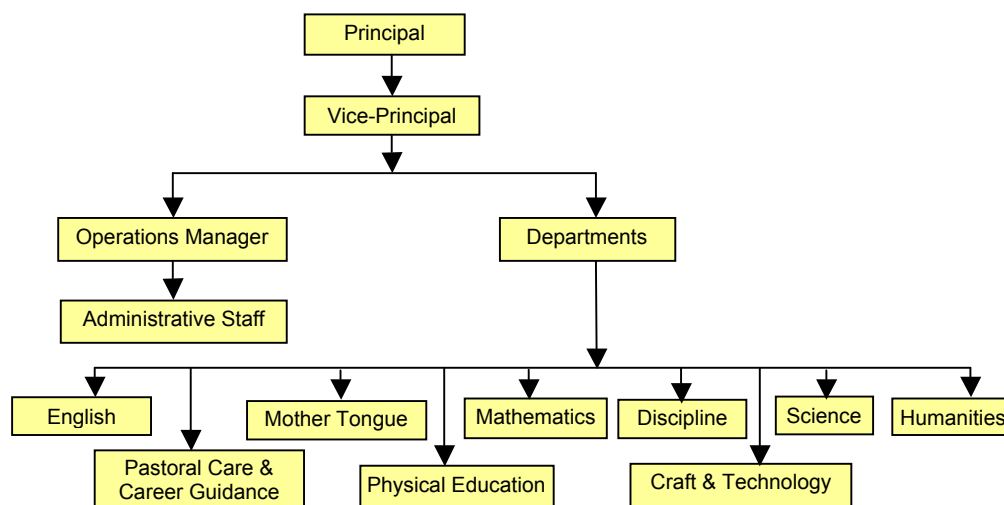 Principal
Vice-Principal
Operations Manager
Departments
Administrative Staff
English
Mother Tongue
Mathematics
Discipline
Science
Humanities
Pastoral Care &
Career Guidance
Physical Education
Craft & Technology